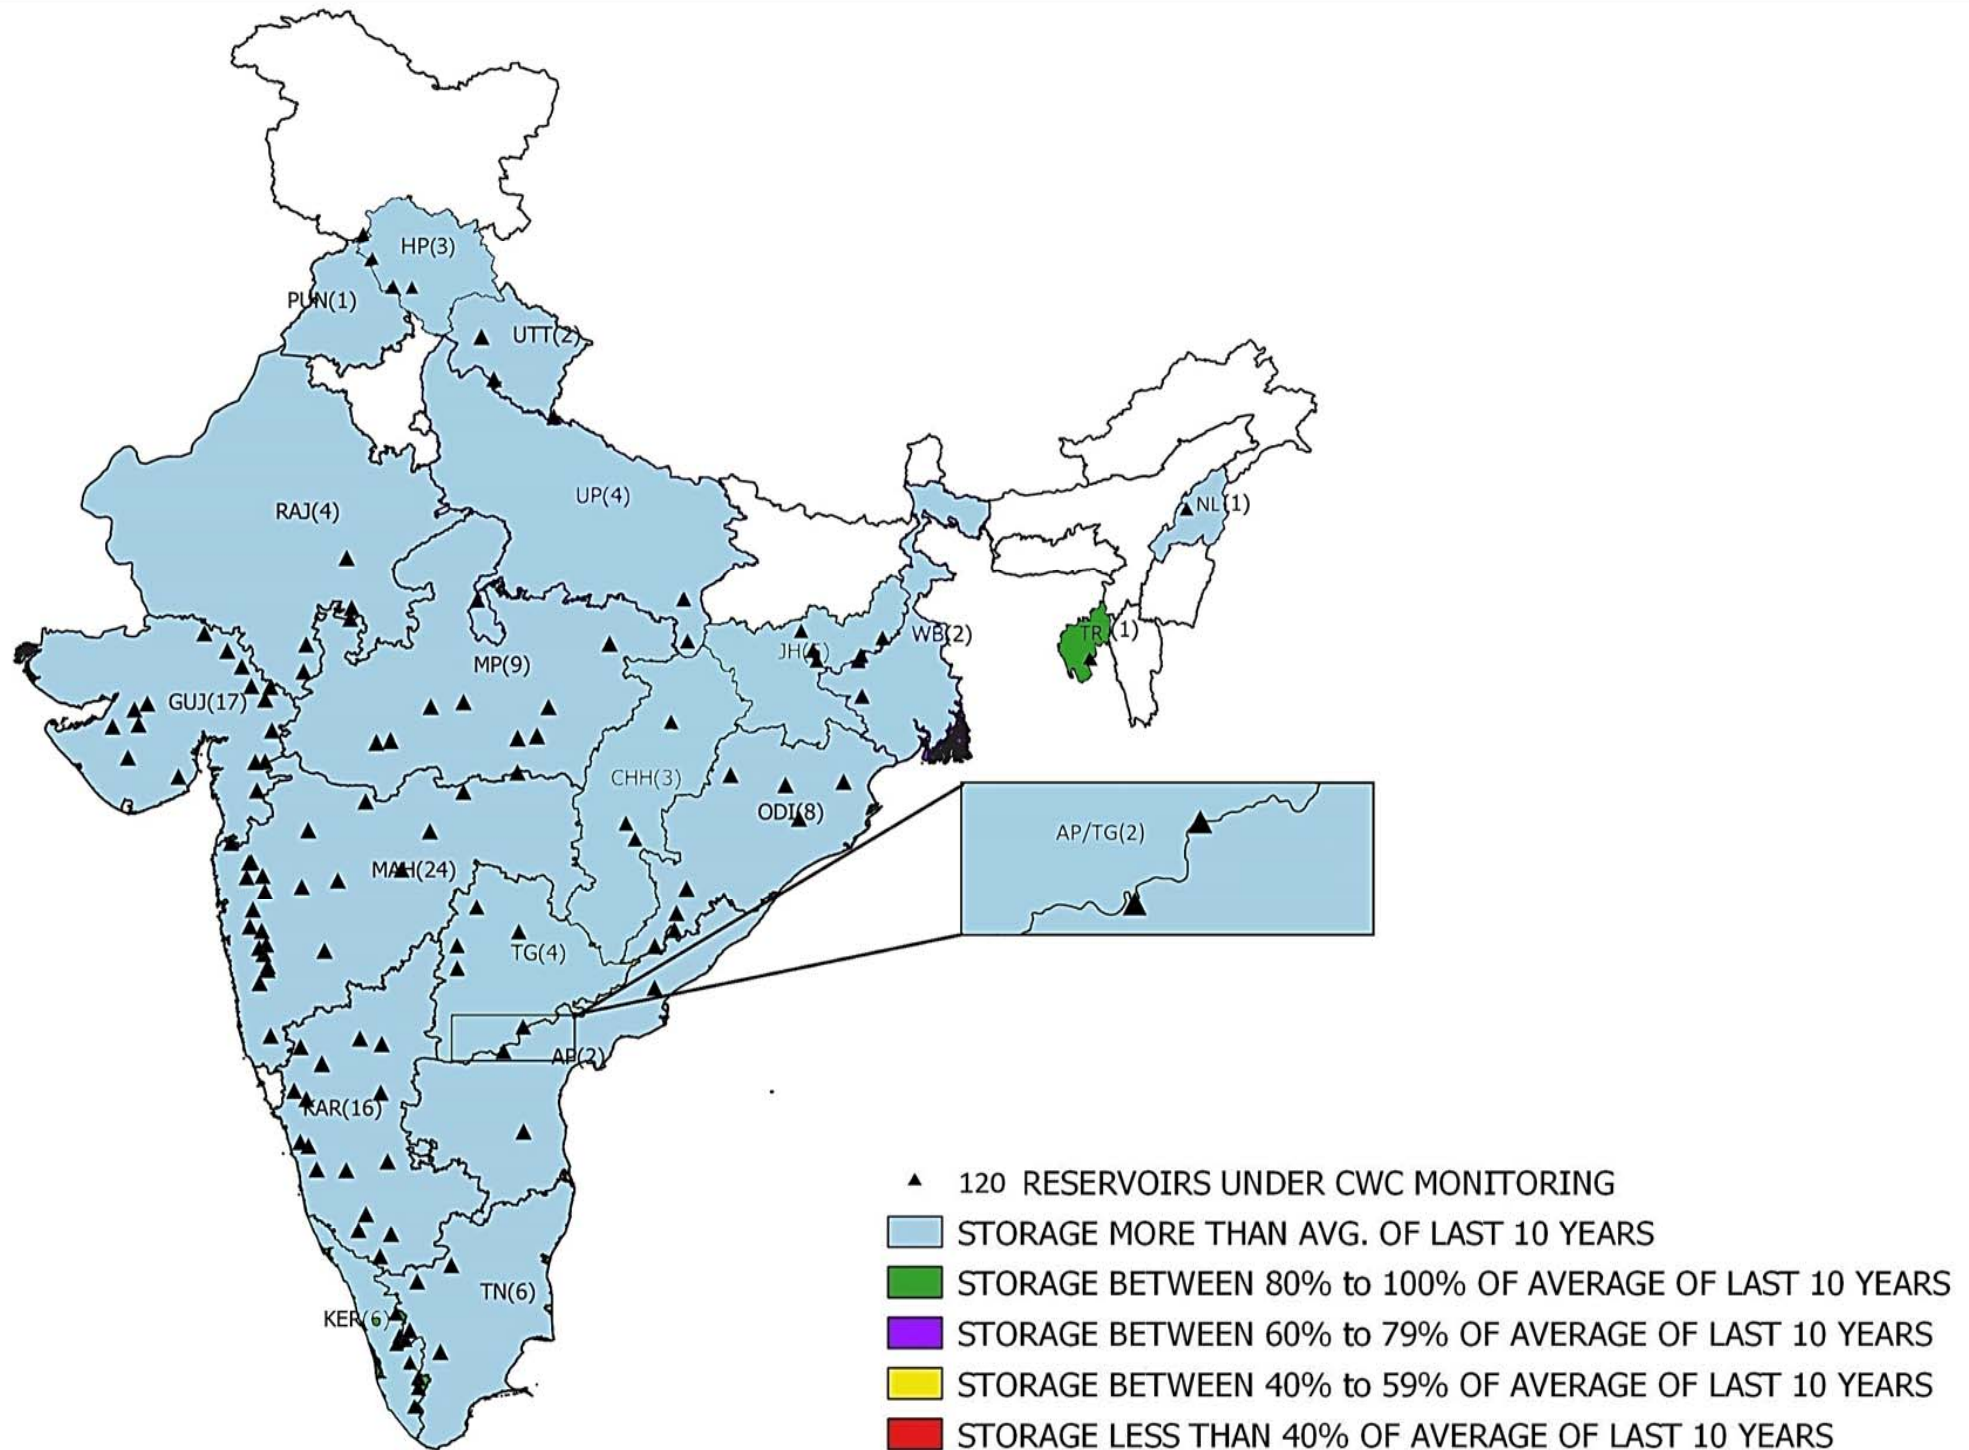 HP(3)
PUN(1)
UTT(2)
RAJ(4)
UP(4)
NL(1)
WB(2)
TR (1)
MP(9)
JH(5)
GUJ(17)
CHH(3)
ODI(8)
AP/TG(2)
MAH(24)
TG(4)
AP(2)
KAR(16)
TN(6)
KER(6)
120 RESERVOIRS UNDER CWC MONITORING
STORAGE MORE THAN AVG. OF LAST 10 YEARS
STORAGE BETWEEN 80% to 100% OF AVERAGE OF LAST 10 YEARS
STORAGE BETWEEN 60% to 79% OF AVERAGE OF LAST 10 YEARS
STORAGE BETWEEN 40% to 59% OF AVERAGE OF LAST 10 YEARS
STORAGE LESS THAN 40% OF AVERAGE OF LAST 10 YEARS